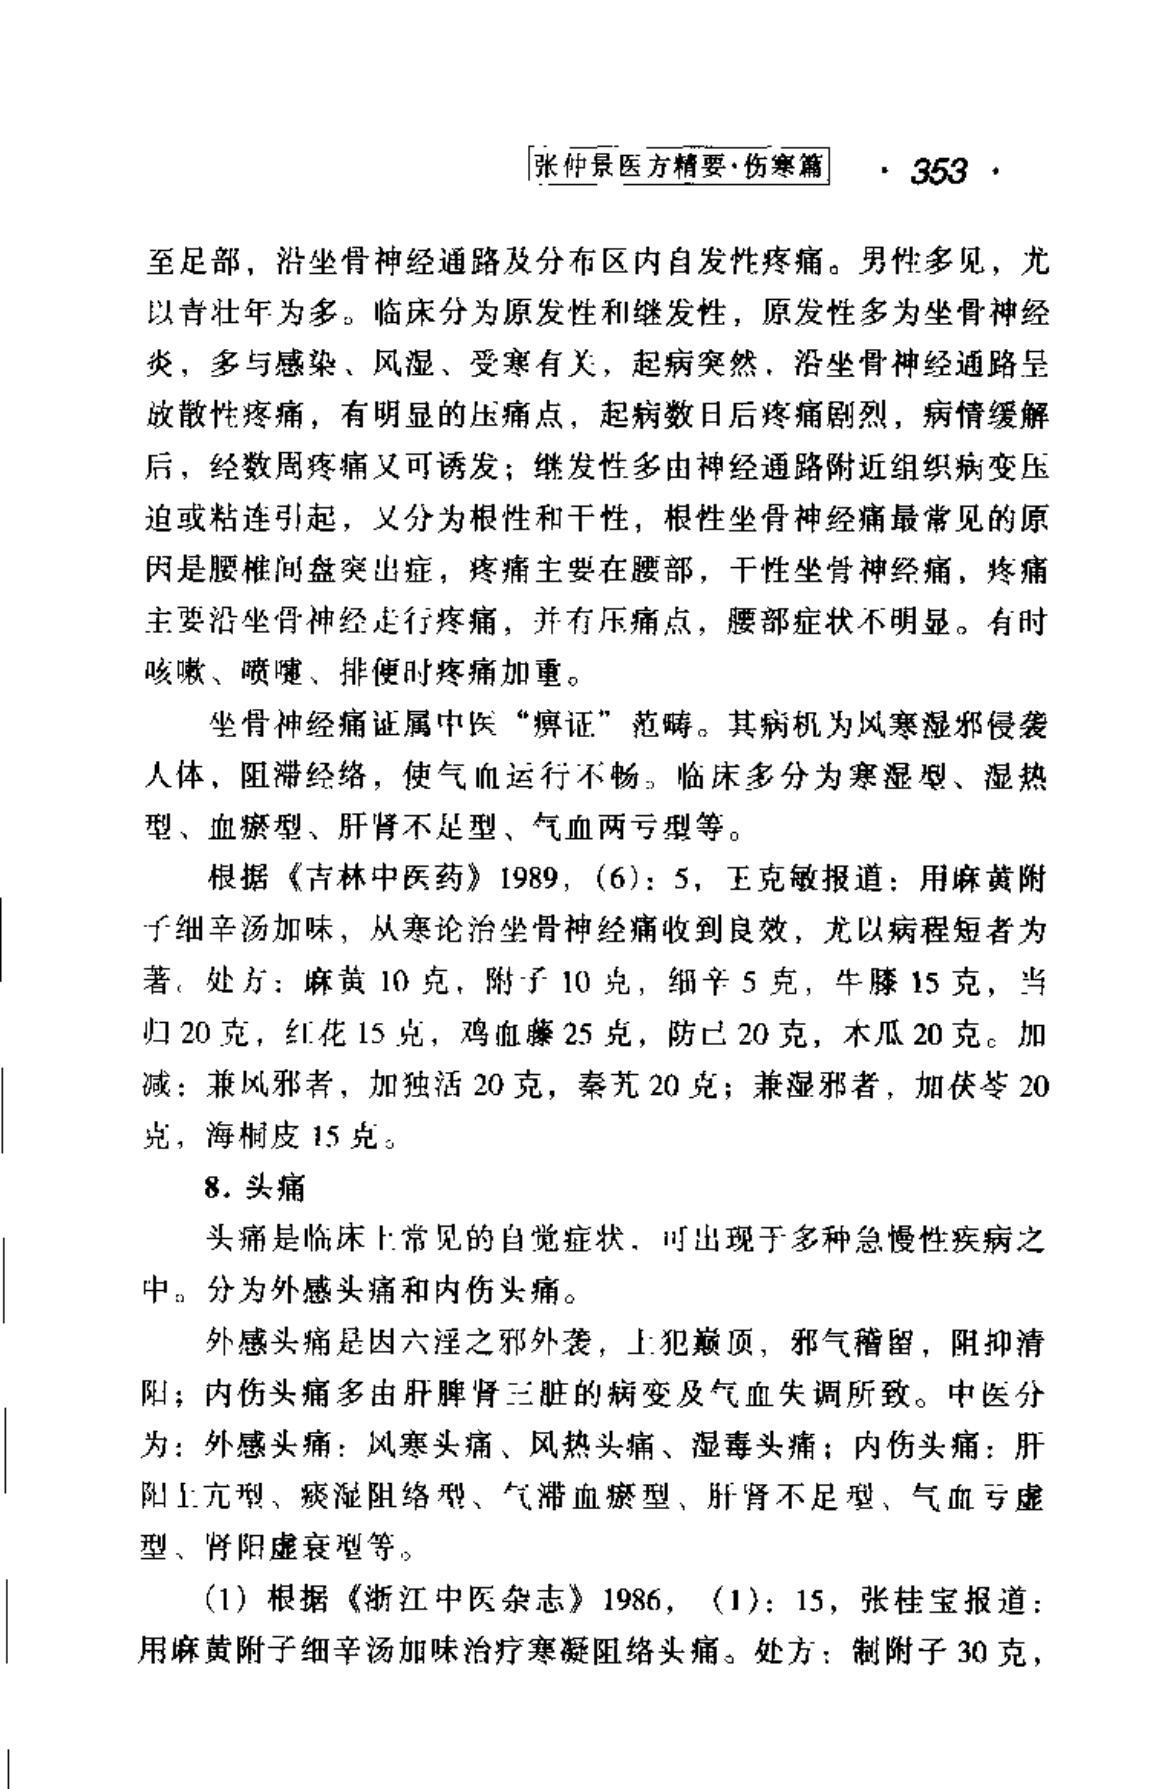 张仲景医方精要·伤寒篇 · 353 ·
至足部，沿坐骨神经通路及分布区内自发性疼痛。男性多见，尤
以青壮年为多。临床分为原发性和继发性，原发性多为坐骨神经
炎，多与感染、风湿、受寒有关，起病突然，沿坐骨神经通路呈
放散性疼痛，有明显的压痛点，起病数日后疼痛剧烈，病情缓解
后，经数周疼痛又可诱发；继发性多由神经通路附近组织病变压
迫或粘连引起，又分为根性和干性，根性坐骨神经痛最常见的原
因是腰椎间盘突出症，疼痛主要在腰部，干性坐骨神经痛，疼痛
主要沿坐骨神经走行疼痛，并有压痛点，腰部症状不明显。有时
咳嗽、喷嚏、排便时疼痛加重。
坐骨神经痛证属中医“痹证”范畴。其病机为风寒湿邪侵袭
人体，阻滞经络，使气血运行不畅。临床多分为寒湿型、湿热
型、血瘀型、肝肾不足型、气血两亏型等。
根据《吉林中医药》1989，（6）：5，王克敏报道：用麻黄附
子细辛汤加味，从寒论治坐骨神经痛收到良效，尤以病程短者为
著。处方：麻黄 10 克，附子 10 克，细辛 5 克，牛膝 15 克，当
归 20 克，红花 15 克，鸡血藤 25 克，防己 20 克，木瓜 20 克。加
减：兼风邪者，加独活 20 克，秦艽 20 克；兼湿邪者，加茯苓 20
克，海桐皮 15 克。
8. 头痛
头痛是临床上常见的自觉症状，可出现于多种急慢性疾病之
中。分为外感头痛和内伤头痛。
外感头痛是因六淫之邪外袭，上犯巅顶，邪气稽留，阻抑清
阳；内伤头痛多由肝脾肾三脏的病变及气血失调所致。中医分
为：外感头痛：风寒头痛、风热头痛、湿毒头痛；内伤头痛：肝
阳上亢型、痰湿阻络型、气滞血瘀型、肝肾不足型、气血亏虚
型、肾阳虚衰型等。
（1）根据《浙江中医杂志》1986，（1）：15，张桂宝报道：
用麻黄附子细辛汤加味治疗寒凝阻络头痛。处方：制附子 30 克，